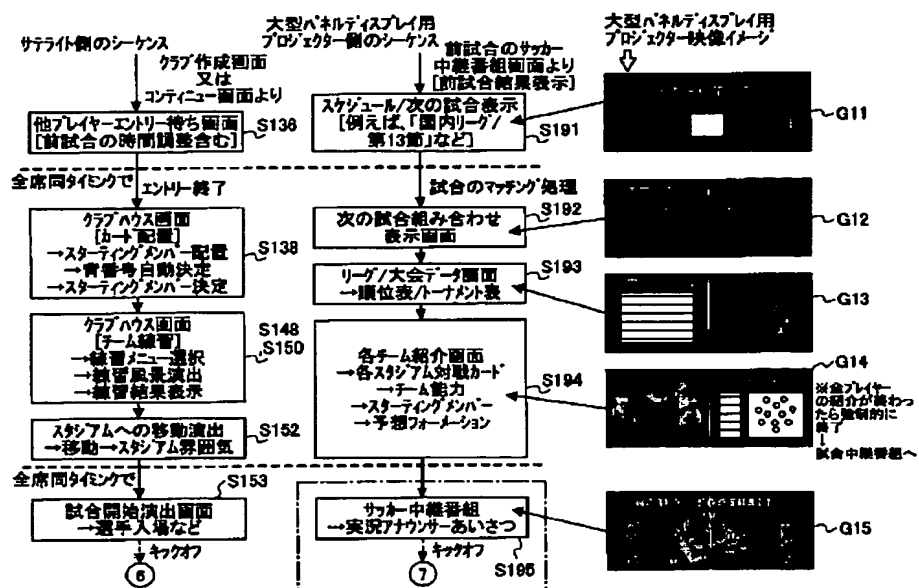 サテライト側のシーケンス
クラブ作成画面
又は
コンティニュー画面より
他プレイヤーエントリー待ち画面
[前試合の時間調整含む]
S136
全席同タイミングで
エントリー終了
クラブハウス画面
[カード配置]
→スターティングメンバー配置
→背番号自動決定
→スターティングメンバー決定
S138
クラブハウス画面
[チーム練習]
→練習メニュー選択
→練習風景演出
→練習結果表示
S148
S150
スタジアムへの移動演出
→移動→スタジアム雰囲気
S152
全席同タイミングで
S153
試合開始演出画面
→選手入場など
キックオフ
6
大型パネルディスプレイ用
プロジェクター側のシーケンス
前試合のサッカー
中継番組画面より
[前試合結果表示]
スケジュール/次の試合表示
[例えば、「国内リーグ/
第13節」など]
S191
試合のマッチング処理
S192
次の試合組み合わせ
表示画面
S193
リーグ/大会データ画面
→順位表/トーナメント表
各チーム紹介画面
→各スタジアム対戦カード
→チーム能力
→スターティングメンバー
→予想フォーメーション
S194
サッカー中継番組
→実況アナウンサーあいさつ
S195
キックオフ
7
大型パネルディスプレイ用
プロジェクター映像イメージ
G11
G12
G13
G14
※全プレイヤー
の紹介が終わっ
たら強制的に
終了
↓
試合中継番組へ
G15